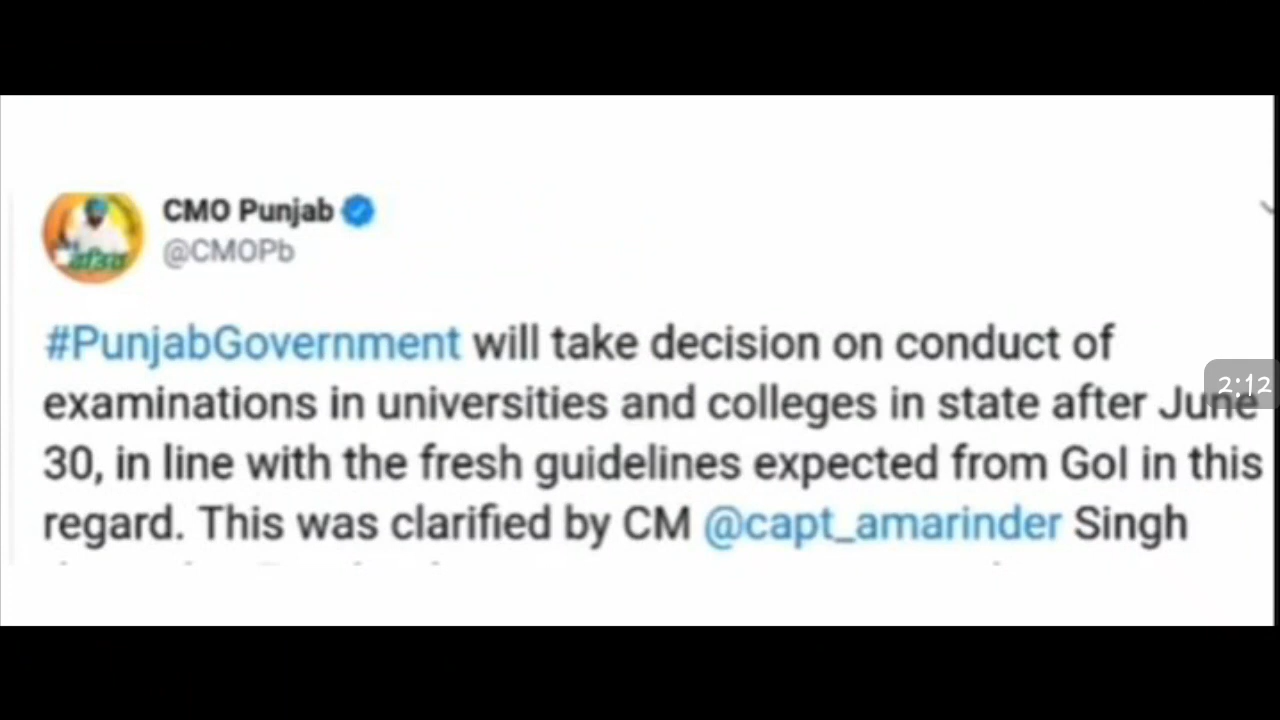 CMO Punjab
@CMOPb
#PunjabGovernment will take decision on conduct of
examinations in universities and colleges in state after June
30, in line with the fresh guidelines expected from GoI in this
regard. This was clarified by CM @capt_amarinder Singh
2:12